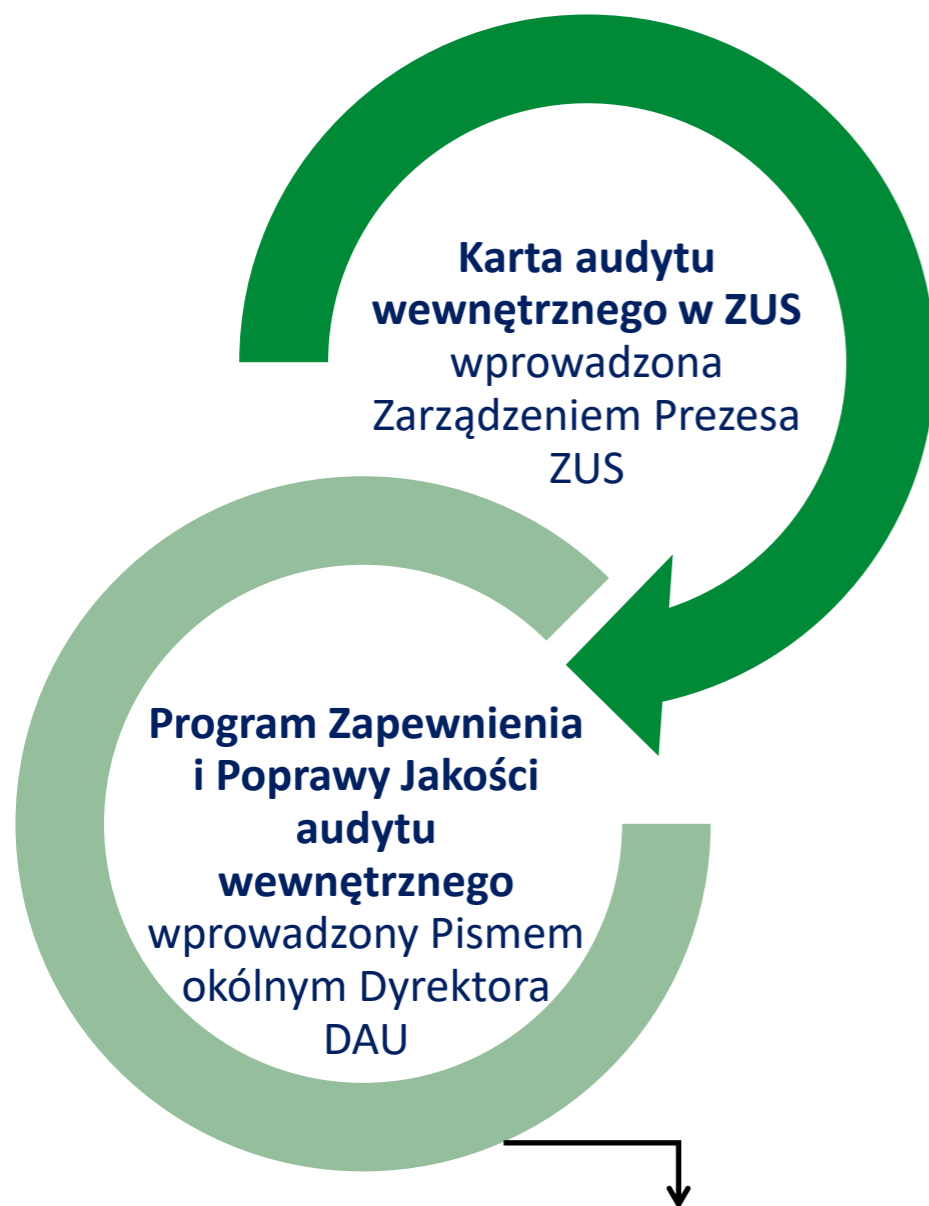 Karta audytu
wewnętrznego w ZUS
wprowadzona
Zarządzeniem Prezesa
ZUS
Program Zapewnienia
i Poprawy Jakości
audytu
wewnętrznego
wprowadzony Pismem
okólnym Dyrektora
DAU